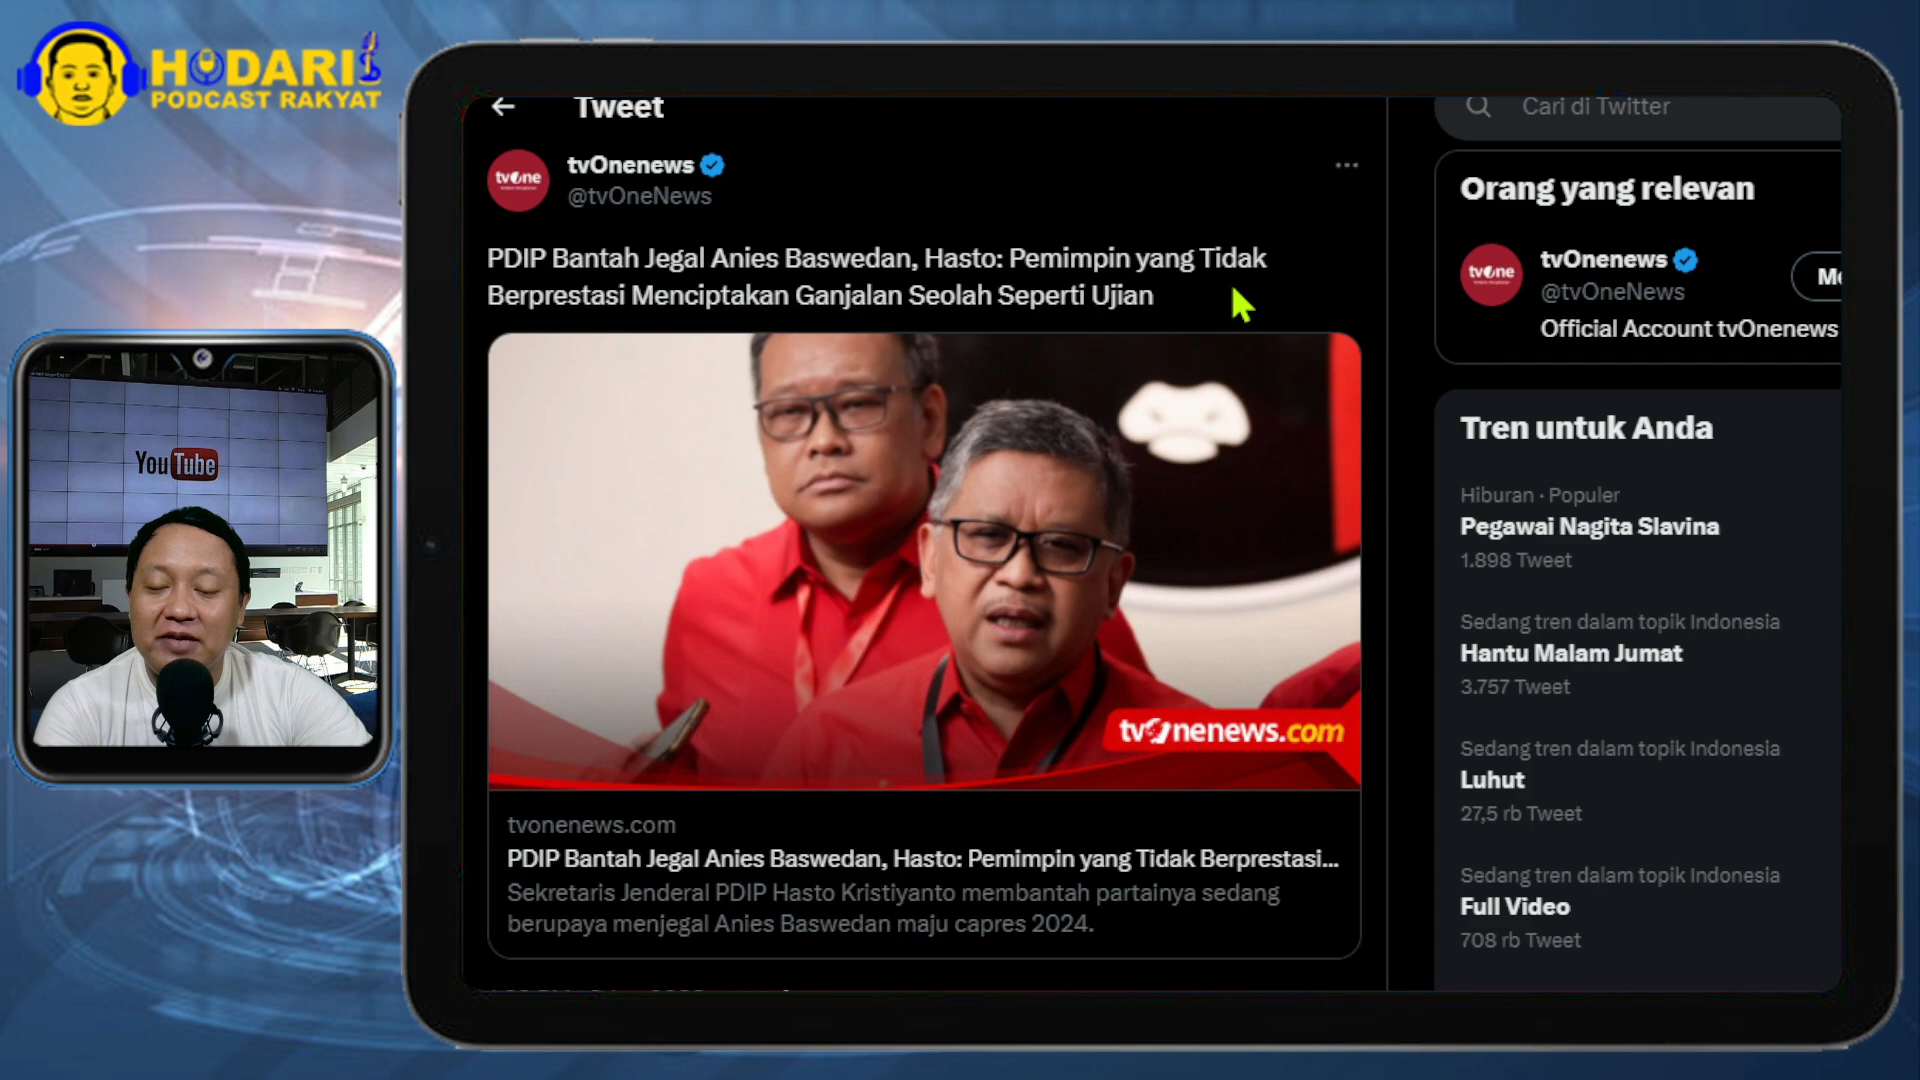 HODARI
PODCAST RAKYAT
YouTube
Tweet
tvOnenews
@tvOneNews
PDIP Bantah Jegal Anies Baswedan, Hasto: Pemimpin yang Tidak
Berprestasi Menciptakan Ganjalan Seolah Seperti Ujian
tvOne
tvOnenews.com
tvonenews.com
PDIP Bantah Jegal Anies Baswedan, Hasto: Pemimpin yang Tidak Berprestasi...
Sekretaris Jenderal PDIP Hasto Kristiyanto membantah partainya sedang
berupaya menjegal Anies Baswedan maju capres 2024.
Cari di Twitter
Orang yang relevan
tvOne
tvOnenews
@tvOneNews
Official Account tvOnenews
Tren untuk Anda
Hiburan · Populer
Pegawai Nagita Slavina
1.898 Tweet
Sedang tren dalam topik Indonesia
Hantu Malam Jumat
3.757 Tweet
Sedang tren dalam topik Indonesia
Luhut
27,5 rb Tweet
Sedang tren dalam topik Indonesia
Full Video
708 rb Tweet